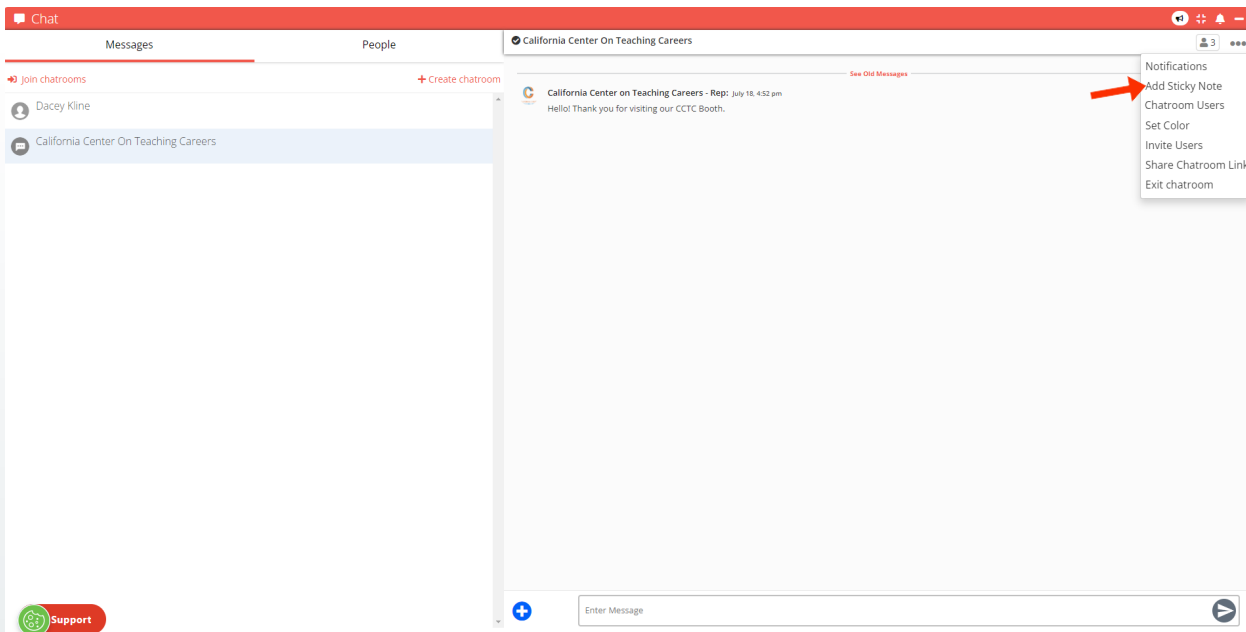 Chat
Messages
People
Join chatrooms
Create chatroom
Dacey Kline
California Center On Teaching Careers
California Center On Teaching Careers
3
Notifications
Add Sticky Note
Chatroom Users
Set Color
Invite Users
Share Chatroom Link
Exit chatroom
See Old Messages
California Center on Teaching Careers - Rep: July 18, 4:52 pm
Hello! Thank you for visiting our CCTC Booth.
Enter Message
Support